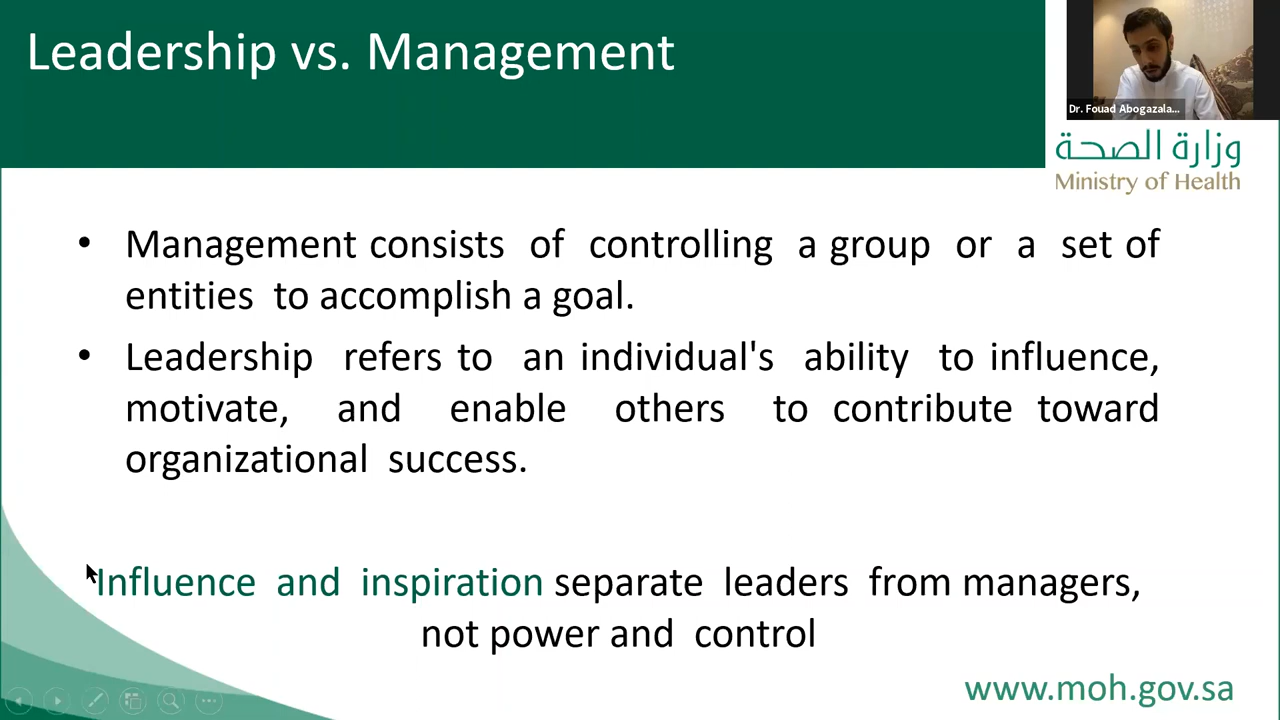 Leadership vs. Management
Dr. Fouad Abogazala...
وزارة الصحة
Ministry of Health
• Management consists of controlling a group or a set of
entities to accomplish a goal.
• Leadership refers to an individual's ability to influence,
motivate, and enable others to contribute toward
organizational success.
Influence and inspiration separate leaders from managers,
not power and control
www.moh.gov.sa